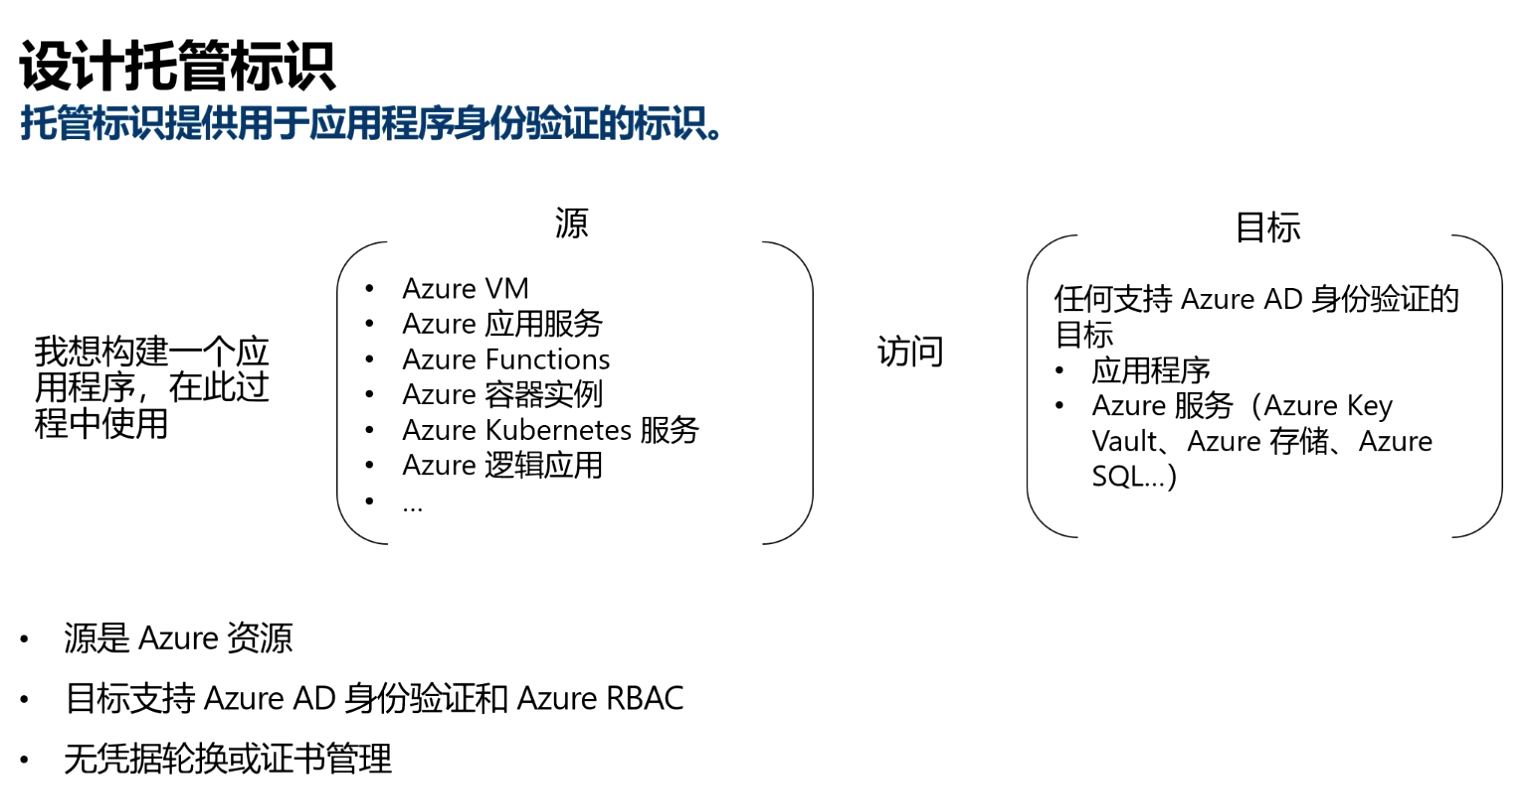 设计托管标识
托管标识提供用于应用程序身份验证的标识。
我想构建一个应
用程序，在此过
程中使用
源
• Azure VM
• Azure 应用服务
• Azure Functions
• Azure 容器实例
• Azure Kubernetes 服务
• Azure 逻辑应用
• ...
访问
目标
任何支持 Azure AD 身份验证的
目标
• 应用程序
• Azure 服务（Azure Key
Vault、Azure 存储、Azure
SQL...）
• 源是 Azure 资源
• 目标支持 Azure AD 身份验证和 Azure RBAC
• 无凭据轮换或证书管理